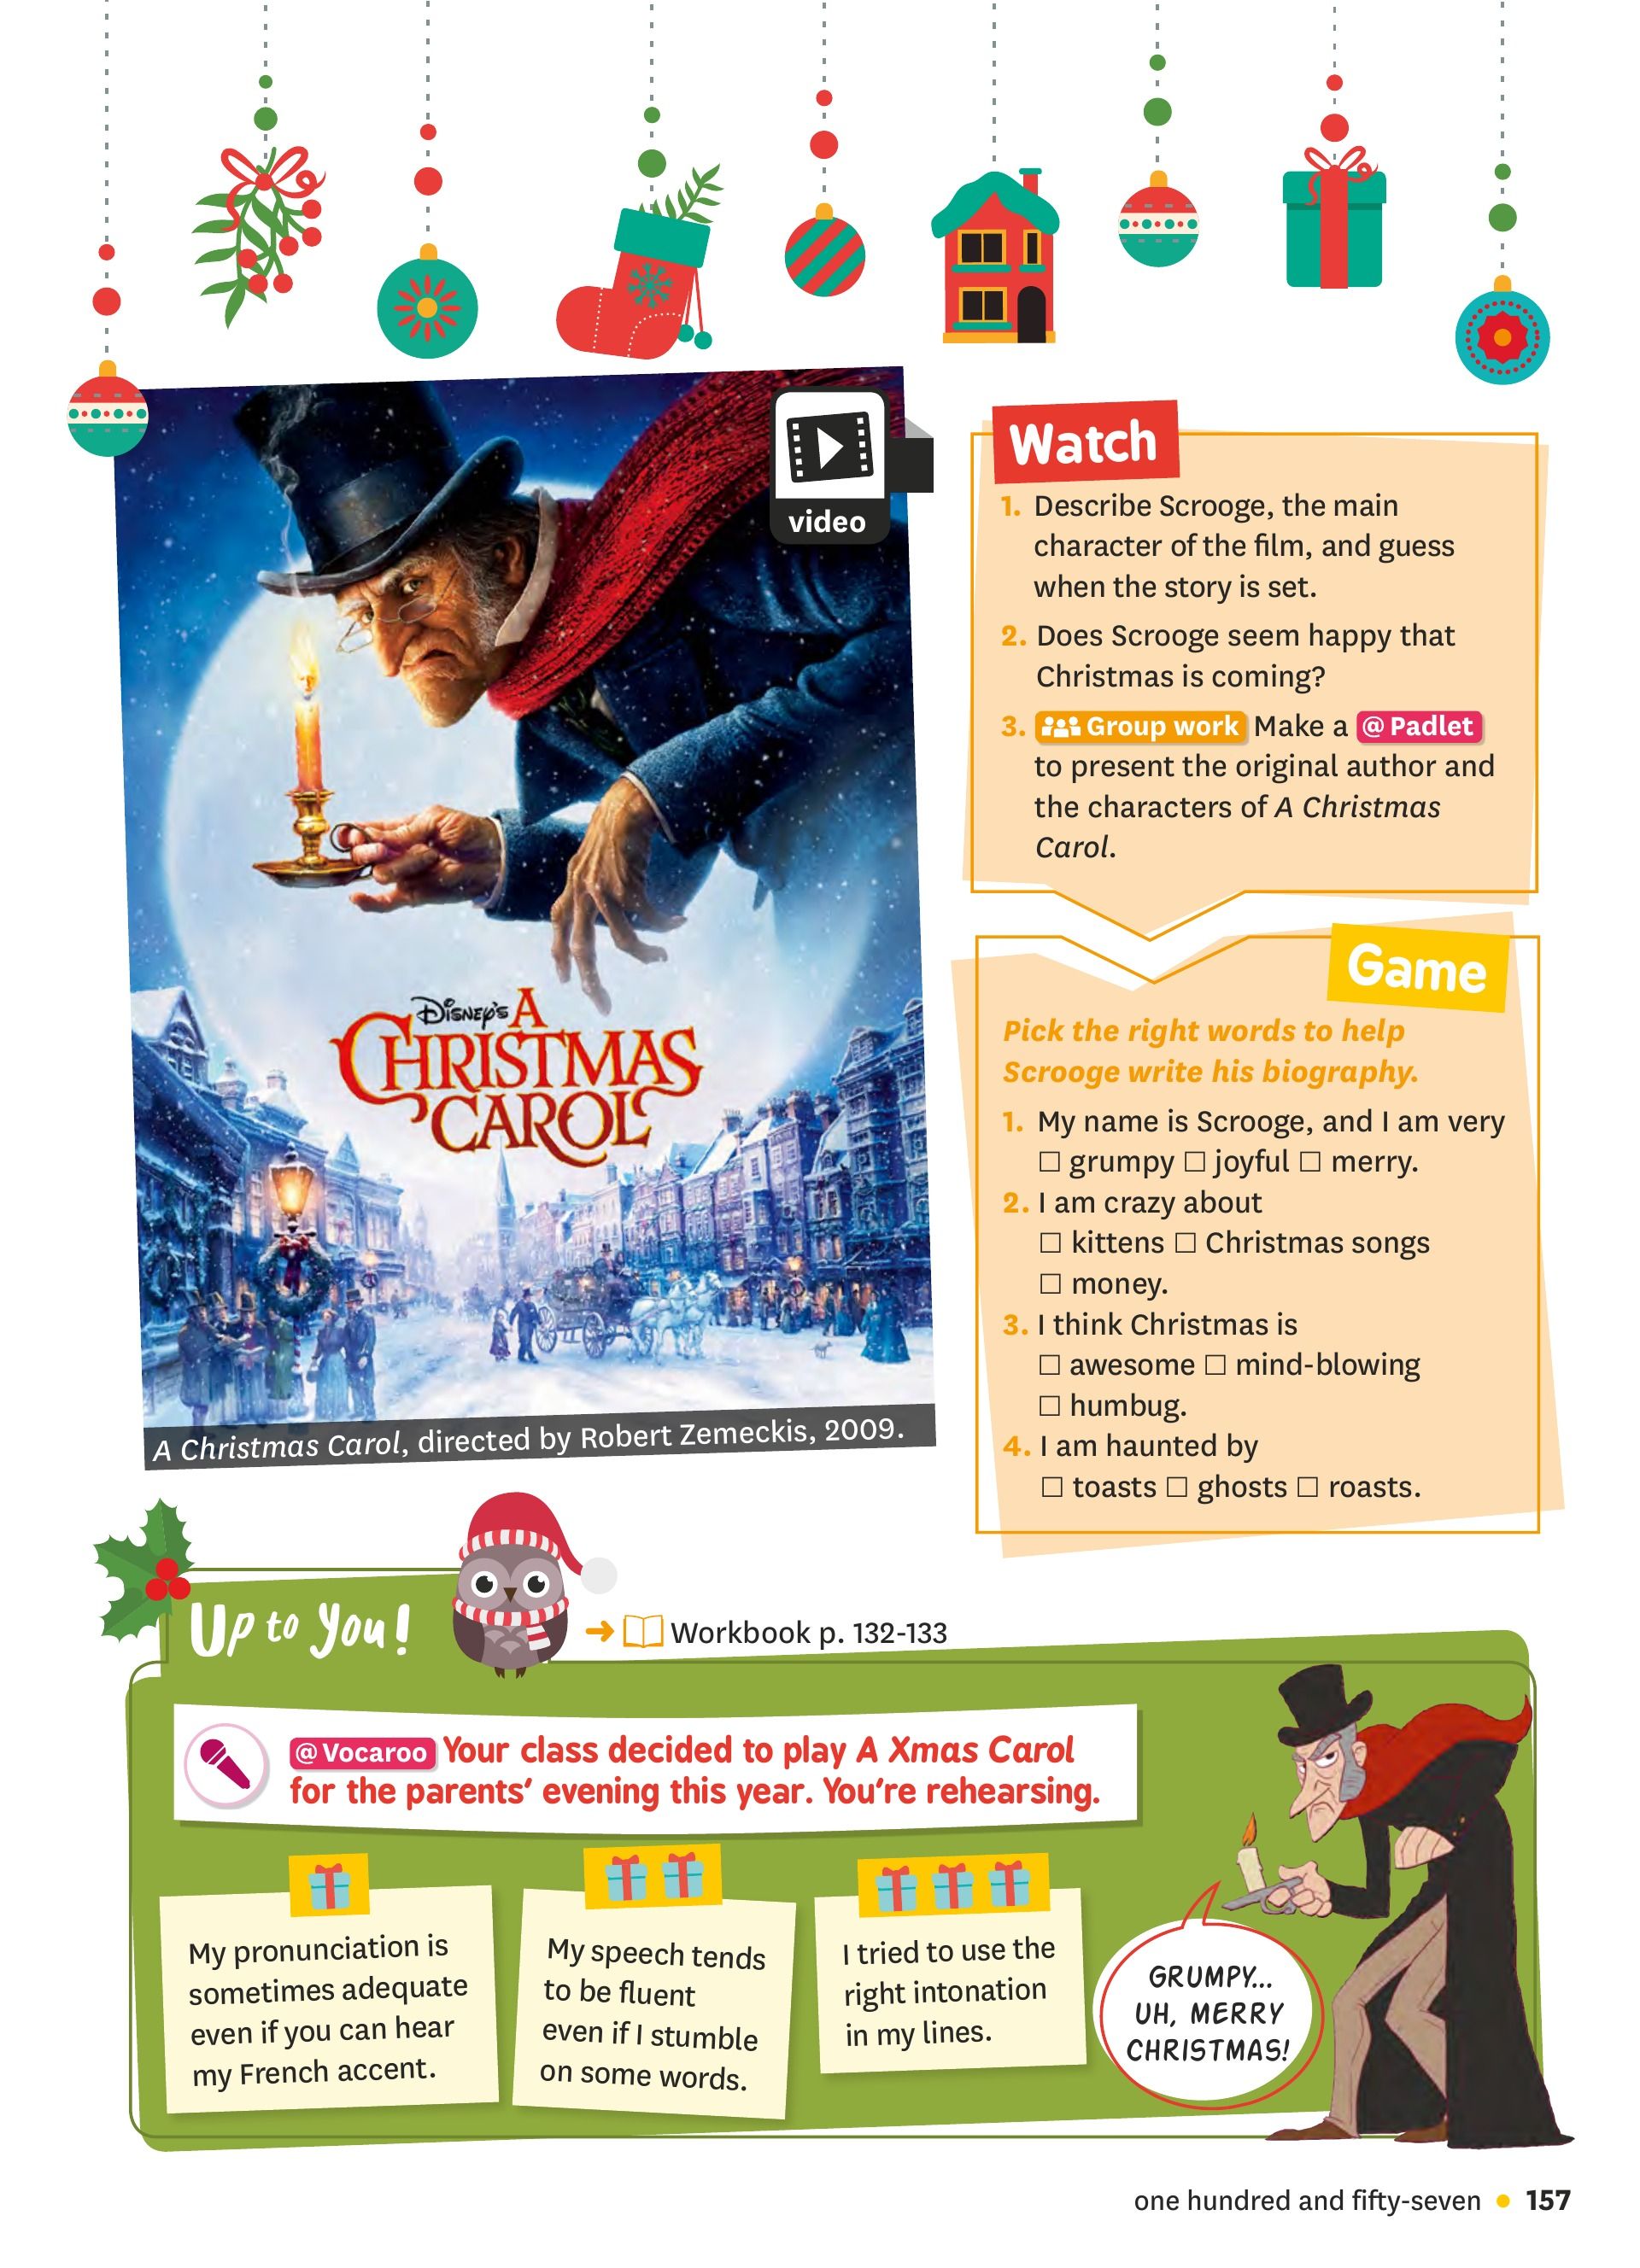 video
DISNEY'S A
CHRISTMAS
CAROL
A Christmas Carol, directed by Robert Zemeckis, 2009.
Watch
1. Describe Scrooge, the main
character of the film, and guess
when the story is set.
2. Does Scrooge seem happy that
Christmas is coming?
3. Group work Make a @ Padlet
to present the original author and
the characters of A Christmas
Carol.
Game
Pick the right words to help
Scrooge write his biography.
1. My name is Scrooge, and I am very
☐ grumpy ☐ joyful ☐ merry.
2. I am crazy about
☐ kittens ☐ Christmas songs
☐ money.
3. I think Christmas is
☐ awesome ☐ mind-blowing
☐ humbug.
4. I am haunted by
☐ toasts ☐ ghosts ☐ roasts.
Up to You!
➜ Workbook p. 132-133
@ Vocaroo Your class decided to play A Xmas Carol
for the parents' evening this year. You're rehearsing.
My pronunciation is
sometimes adequate
even if you can hear
my French accent.
My speech tends
to be fluent
even if I stumble
on some words.
I tried to use the
right intonation
in my lines.
GRUMPY...
UH, MERRY
CHRISTMAS!
one hundred and fifty-seven • 157